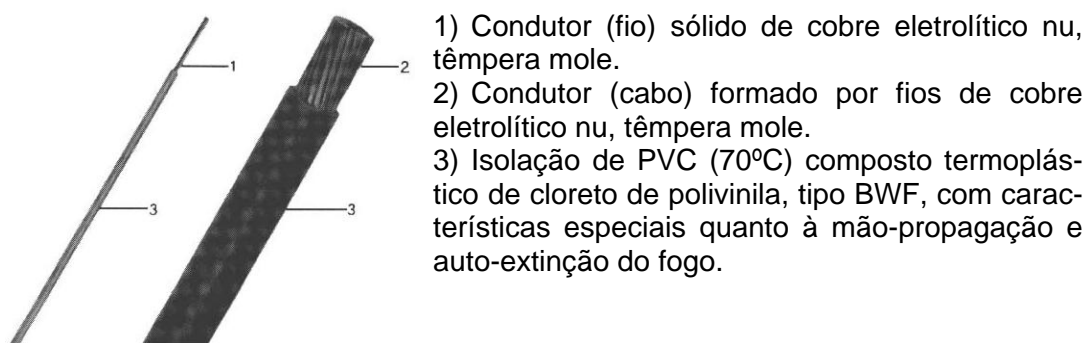 1) Condutor (fio) sólido de cobre eletrolítico nu,
têmpera mole.
2) Condutor (cabo) formado por fios de cobre
eletrolítico nu, têmpera mole.
3) Isolação de PVC (70ºC) composto termoplás-
tico de cloreto de polivinila, tipo BWF, com carac-
terísticas especiais quanto à mão-propagação e
auto-extinção do fogo.
1
2
3
3